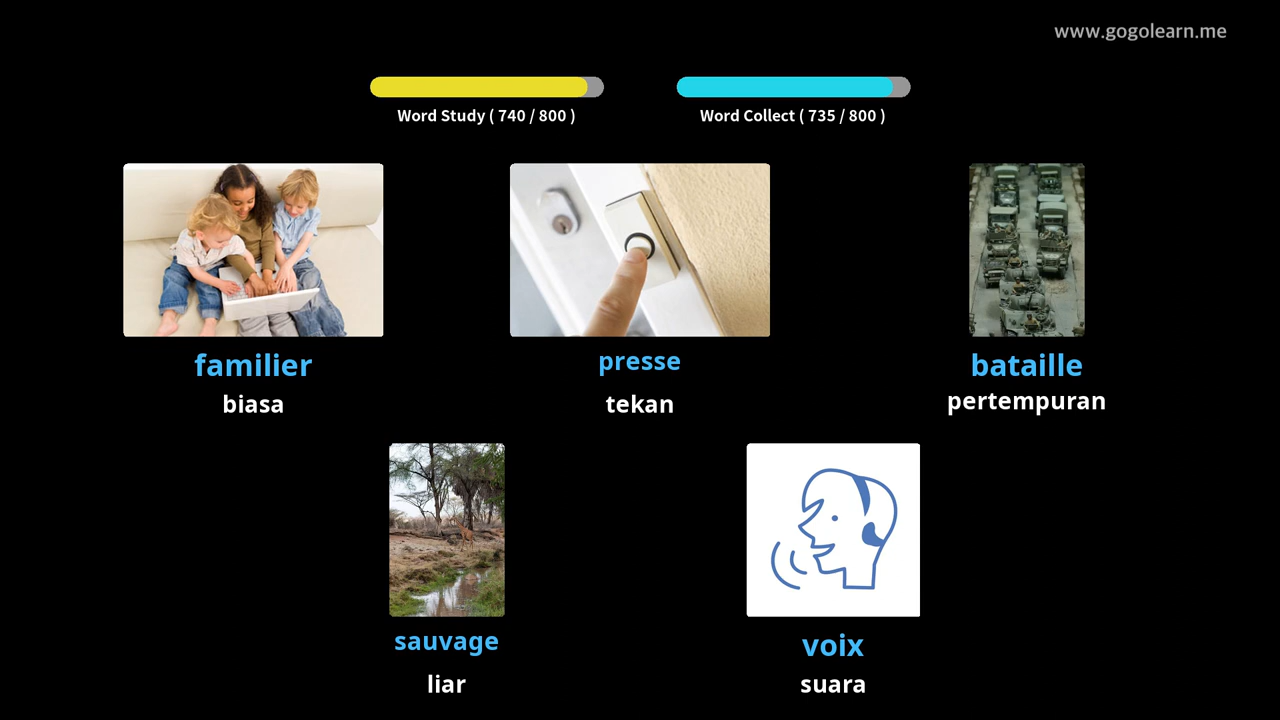 www.gogolearn.me
Word Study ( 740 / 800 )
Word Collect ( 735 / 800 )
familier
biasa
presse
tekan
bataille
pertempuran
sauvage
liar
voix
suara